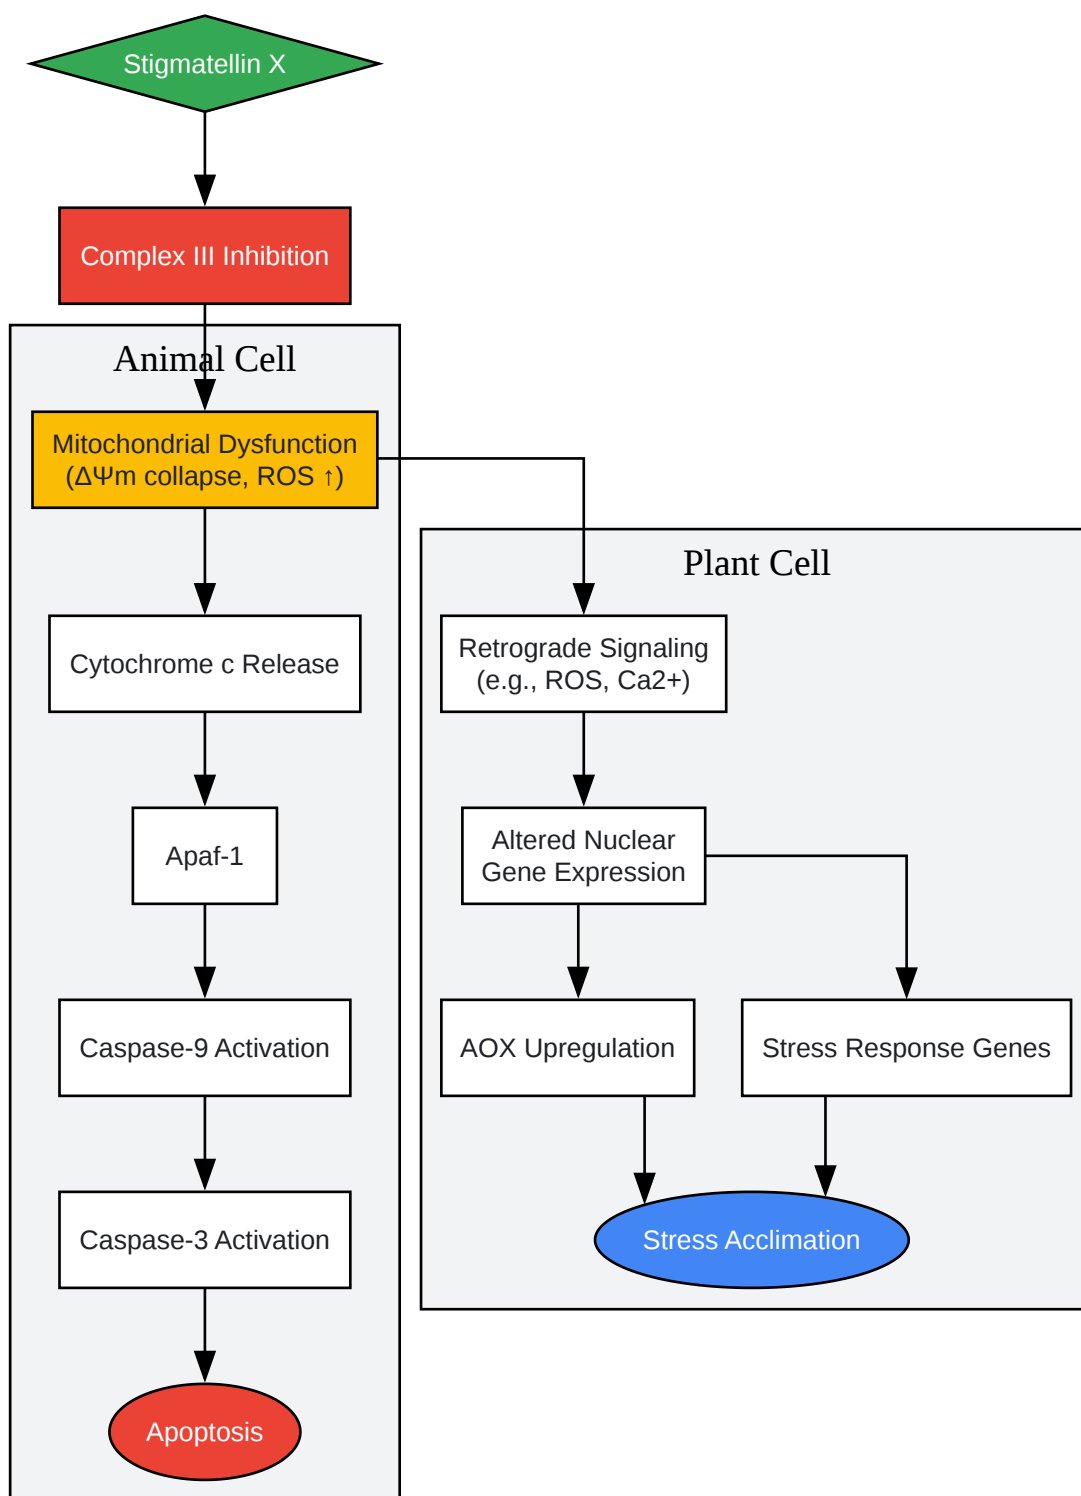 Stigmatellin X
Complex III Inhibition
Animal Cell
Mitochondrial Dysfunction
(ΔΨm collapse, ROS ↑)
Cytochrome c Release
Apaf-1
Caspase-9 Activation
Caspase-3 Activation
Apoptosis
Plant Cell
Retrograde Signaling
(e.g., ROS, Ca2+)
Altered Nuclear
Gene Expression
AOX Upregulation
Stress Response Genes
Stress Acclimation